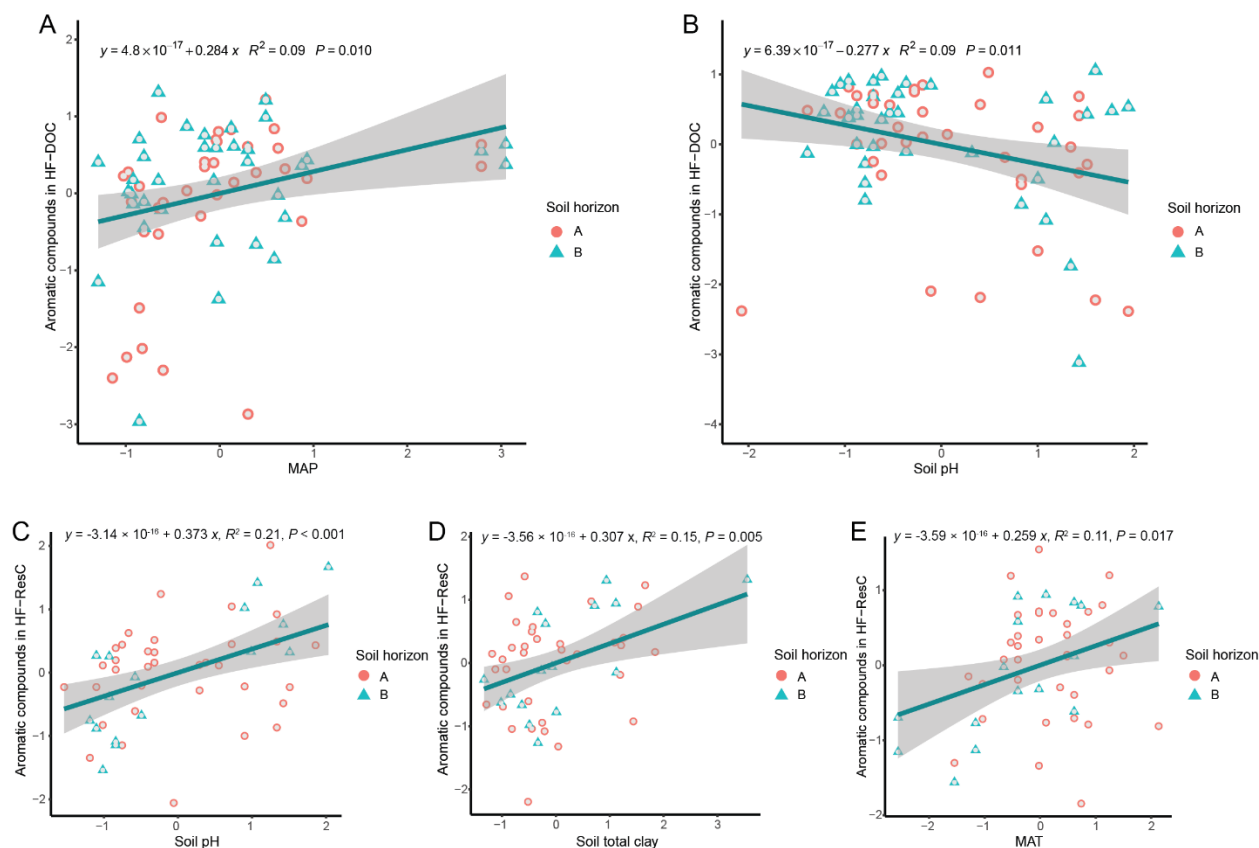 A
y = 4.8 × 10⁻¹⁷ + 0.284 x R² = 0.09 P = 0.010
Aromatic compounds in HF−DOC
2
1
0
−1
−2
−3
−1
0
1
2
3
MAP
Soil horizon
A
B
B
y = 6.39 × 10⁻¹⁷ − 0.277 x R² = 0.09 P = 0.011
Aromatic compounds in HF−DOC
1
0
−1
−2
−3
−4
−2
−1
0
1
2
Soil pH
Soil horizon
A
B
C
y = -3.14 × 10⁻¹⁶ + 0.373 x, R² = 0.21, P < 0.001
Aromatic compounds in HF−ResC
2
1
0
−1
−2
−1
0
1
2
Soil pH
Soil horizon
A
B
D
y = -3.56 × 10⁻¹⁶ + 0.307 x, R² = 0.15, P = 0.005
Aromatic compounds in HF−ResC
2
1
0
−1
−2
−1
0
1
2
3
Soil total clay
Soil horizon
A
B
E
y = -3.59 × 10⁻¹⁶ + 0.259 x, R² = 0.11, P = 0.017
Aromatic compounds in HF−ResC
1
0
−1
−2
−2
−1
0
1
2
MAT
Soil horizon
A
B